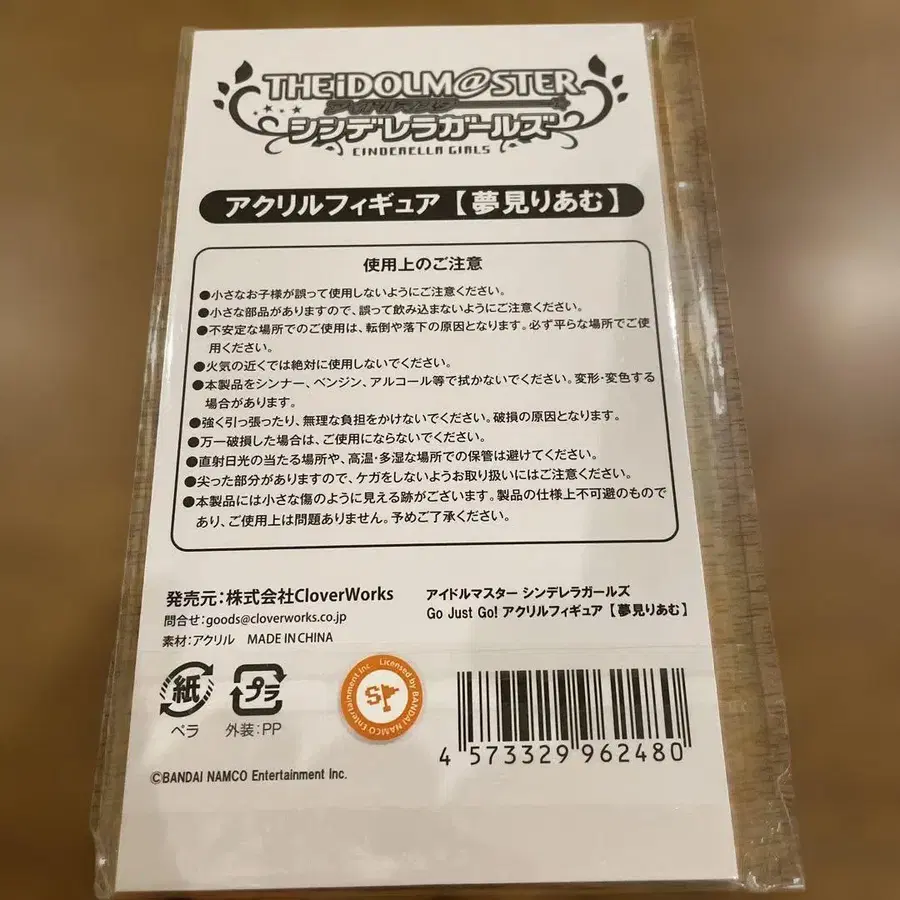 THE iDOLM@STER
アイドルマスター
シンデレラガールズ
CINDERELLA GIRLS
アクリルフィギュア【夢見りあむ】
使用上のご注意
●小さなお子様が誤って使用しないようにご注意ください。
●小さな部品がありますので、誤って飲み込まないようにご注意ください。
●不安定な場所でのご使用は、転倒や落下の原因となります。必ず平らな場所でご使
用ください。
●火気の近くでは絶対に使用しないでください。
●本製品をシンナー、ベンジン、アルコール等で拭かないでください。変形・変色する
場合があります。
●強く引っ張ったり、無理な負担をかけないでください。破損の原因となります。
●万一破損した場合は、ご使用にならないでください。
●直射日光の当たる場所や、高温・多湿な場所での保管は避けてください。
●尖った部分がありますので、ケガをしないようお取り扱いにはご注意ください。
●本製品には小さな傷のように見える跡がございます。製品の仕様上不可避のもので
あり、ご使用上は問題ありません。予めご了承ください。
発売元：株式会社CloverWorks
問合せ：goods@cloverworks.co.jp
素材：アクリル MADE IN CHINA
アイドルマスター シンデレラガールズ
Go Just Go! アクリルフィギュア【夢見りあむ】
紙
ペラ
プラ
外装：PP
SP
Licensed by BANDAI NAMCO Entertainment Inc.
4 573329 962480
©BANDAI NAMCO Entertainment Inc.